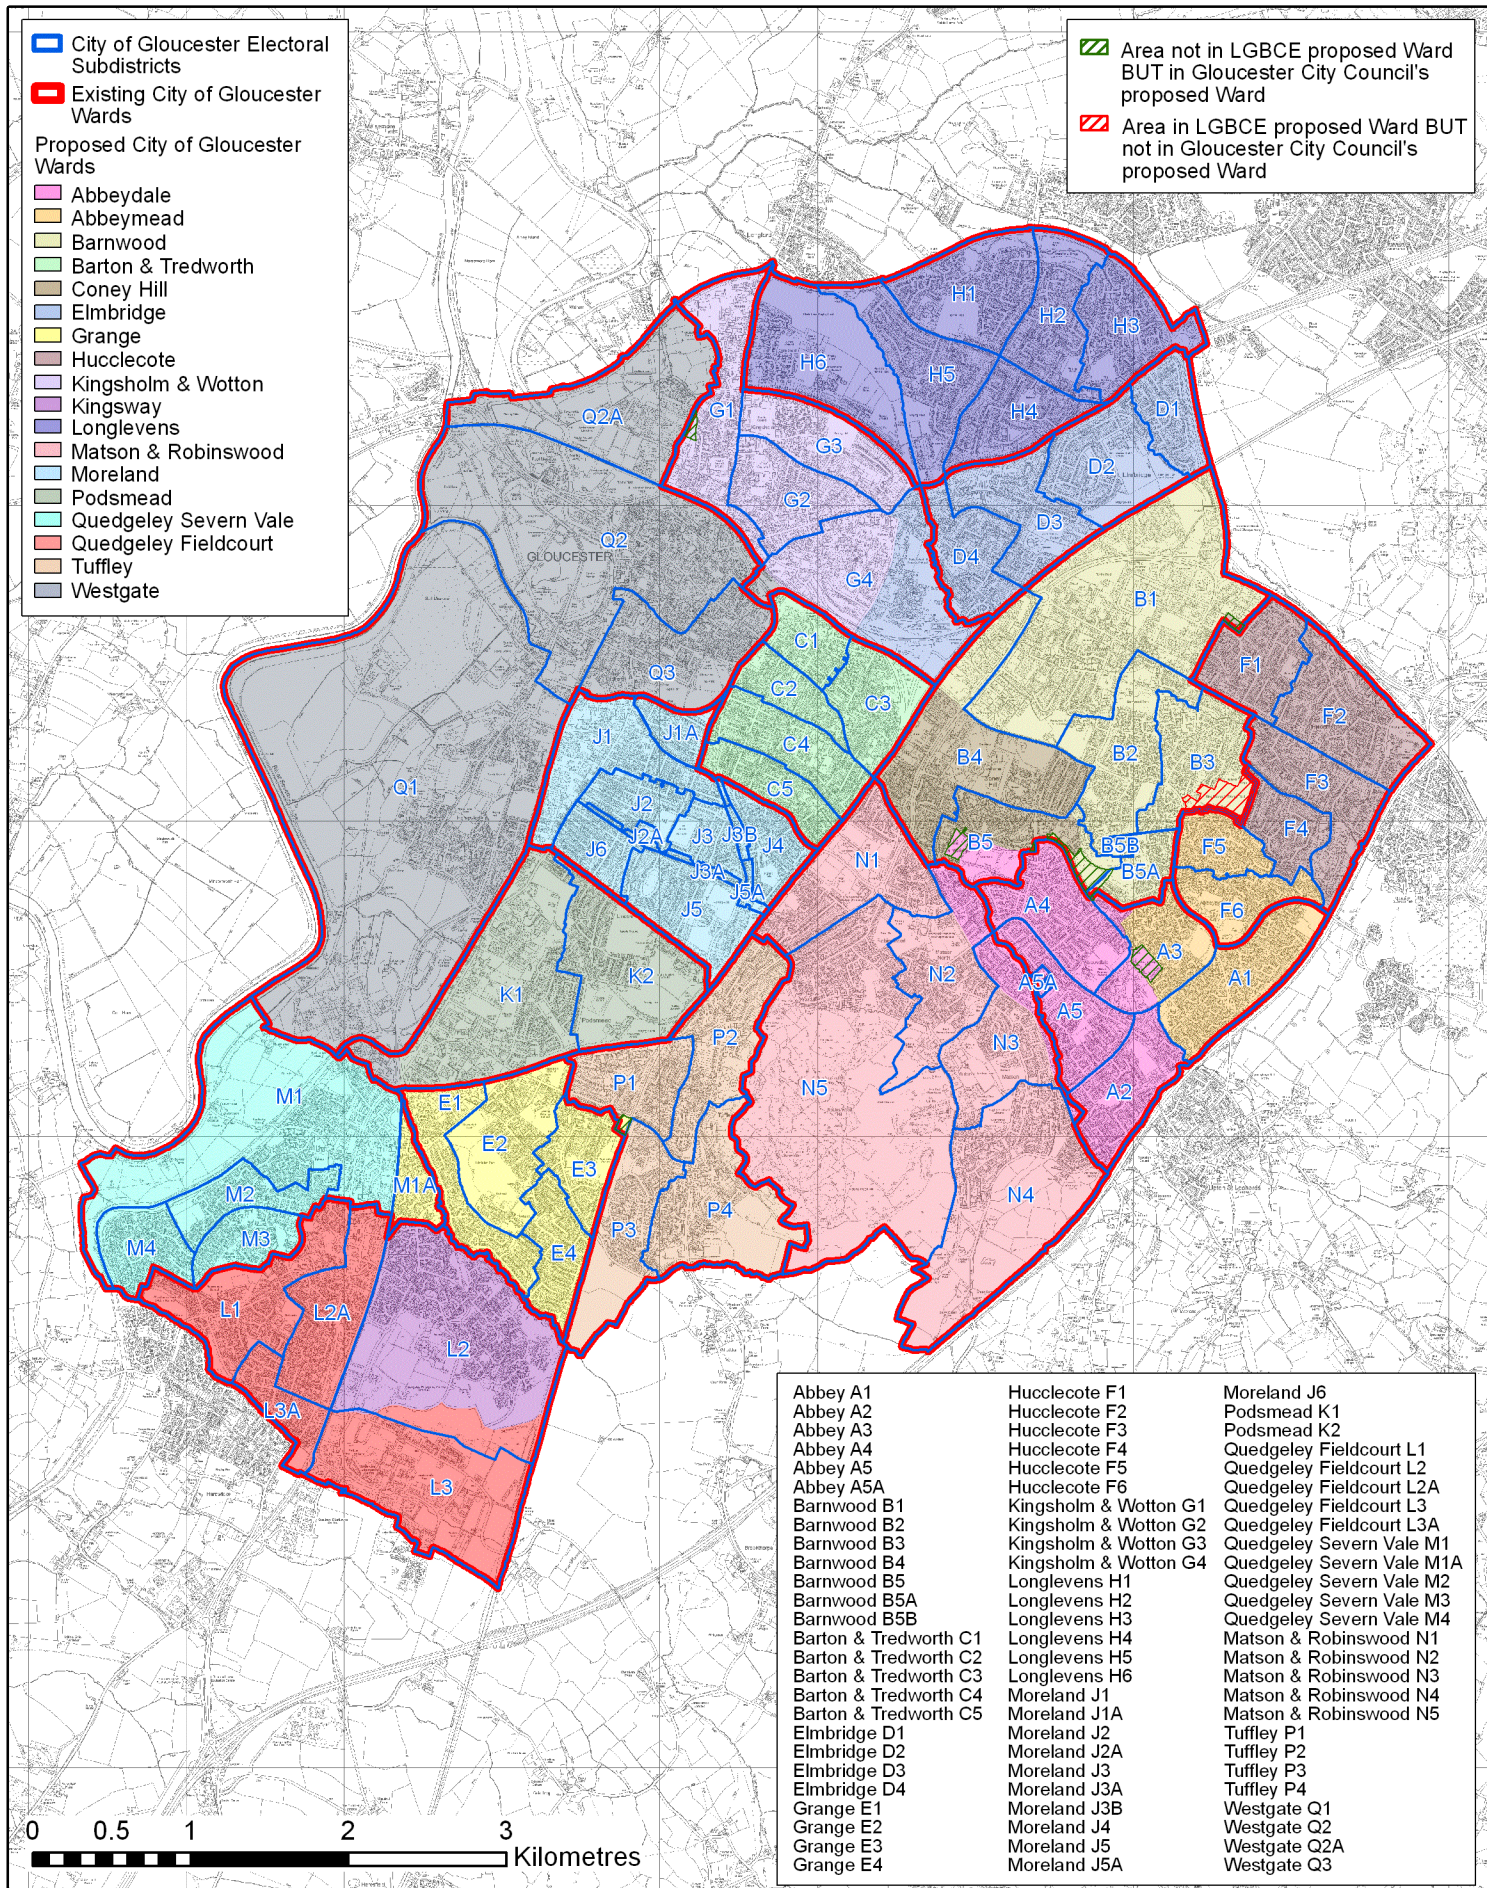 City of Gloucester Electoral
Subdistricts
Existing City of Gloucester
Wards
Proposed City of Gloucester
Wards
Abbeydale
Abbeymead
Barnwood
Barton & Tredworth
Coney Hill
Elmbridge
Grange
Hucclecote
Kingsholm & Wotton
Kingsway
Longlevens
Matson & Robinswood
Moreland
Podsmead
Quedgeley Severn Vale
Quedgeley Fieldcourt
Tuffley
Westgate
Area not in LGBCE proposed Ward
BUT in Gloucester City Council's
proposed Ward
Area in LGBCE proposed Ward BUT
not in Gloucester City Council's
proposed Ward
H1
H2
H3
H6
H5
H4
D1
Q2A
G1
G3
D2
G2
D3
Q2
GLOUCESTER
D4
G4
B1
C1
F1
Q3
C2
C3
F2
J1
J1A
C4
B4
B2
B3
Q1
C5
F3
J2
J2A
J3
J3B
J4
J6
F4
N1
B5
B5B
F5
J3A
B5A
J5A
J5
A4
F6
K2
N2
A3
K1
A5A
A1
Podsmead
A5
P2
N3
P1
N5
A2
M1
E1
E2
E3
M1A
M2
N4
P4
P3
M4
M3
E4
L1
L2A
L2
L3A
L3
Abbey A1
Abbey A2
Abbey A3
Abbey A4
Abbey A5
Abbey A5A
Barnwood B1
Barnwood B2
Barnwood B3
Barnwood B4
Barnwood B5
Barnwood B5A
Barnwood B5B
Barton & Tredworth C1
Barton & Tredworth C2
Barton & Tredworth C3
Barton & Tredworth C4
Barton & Tredworth C5
Elmbridge D1
Elmbridge D2
Elmbridge D3
Elmbridge D4
Grange E1
Grange E2
Grange E3
Grange E4
Hucclecote F1
Hucclecote F2
Hucclecote F3
Hucclecote F4
Hucclecote F5
Hucclecote F6
Kingsholm & Wotton G1
Kingsholm & Wotton G2
Kingsholm & Wotton G3
Kingsholm & Wotton G4
Longlevens H1
Longlevens H2
Longlevens H3
Longlevens H4
Longlevens H5
Longlevens H6
Moreland J1
Moreland J1A
Moreland J2
Moreland J2A
Moreland J3
Moreland J3A
Moreland J3B
Moreland J4
Moreland J5
Moreland J5A
Moreland J6
Podsmead K1
Podsmead K2
Quedgeley Fieldcourt L1
Quedgeley Fieldcourt L2
Quedgeley Fieldcourt L2A
Quedgeley Fieldcourt L3
Quedgeley Fieldcourt L3A
Quedgeley Severn Vale M1
Quedgeley Severn Vale M1A
Quedgeley Severn Vale M2
Quedgeley Severn Vale M3
Quedgeley Severn Vale M4
Matson & Robinswood N1
Matson & Robinswood N2
Matson & Robinswood N3
Matson & Robinswood N4
Matson & Robinswood N5
Tuffley P1
Tuffley P2
Tuffley P3
Tuffley P4
Westgate Q1
Westgate Q2
Westgate Q2A
Westgate Q3
0 0.5 1 2 3
Kilometres